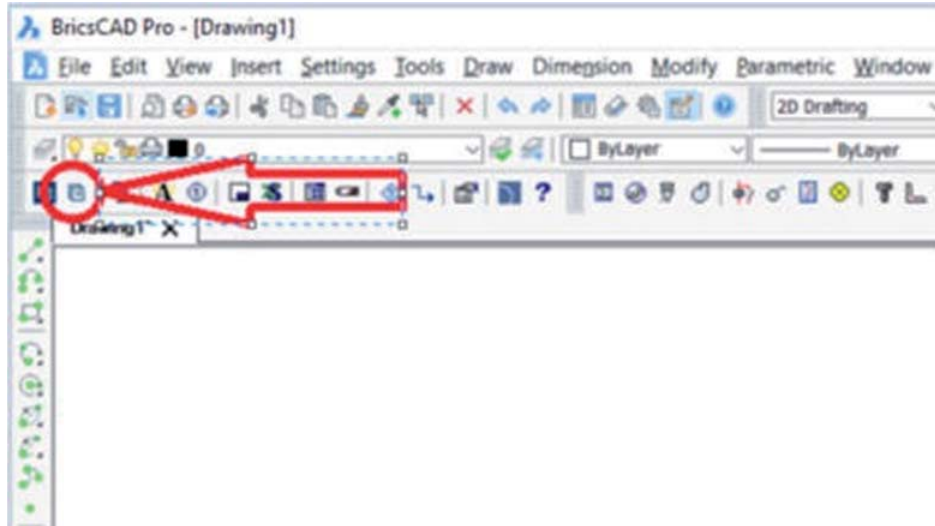 BricsCAD Pro - [Drawing1]
File Edit View Insert Settings Tools Draw Dimension Modify Parametric Window
2D Drafting
0 ByLayer ByLayer
A 1 $ ?
Drawing1 X